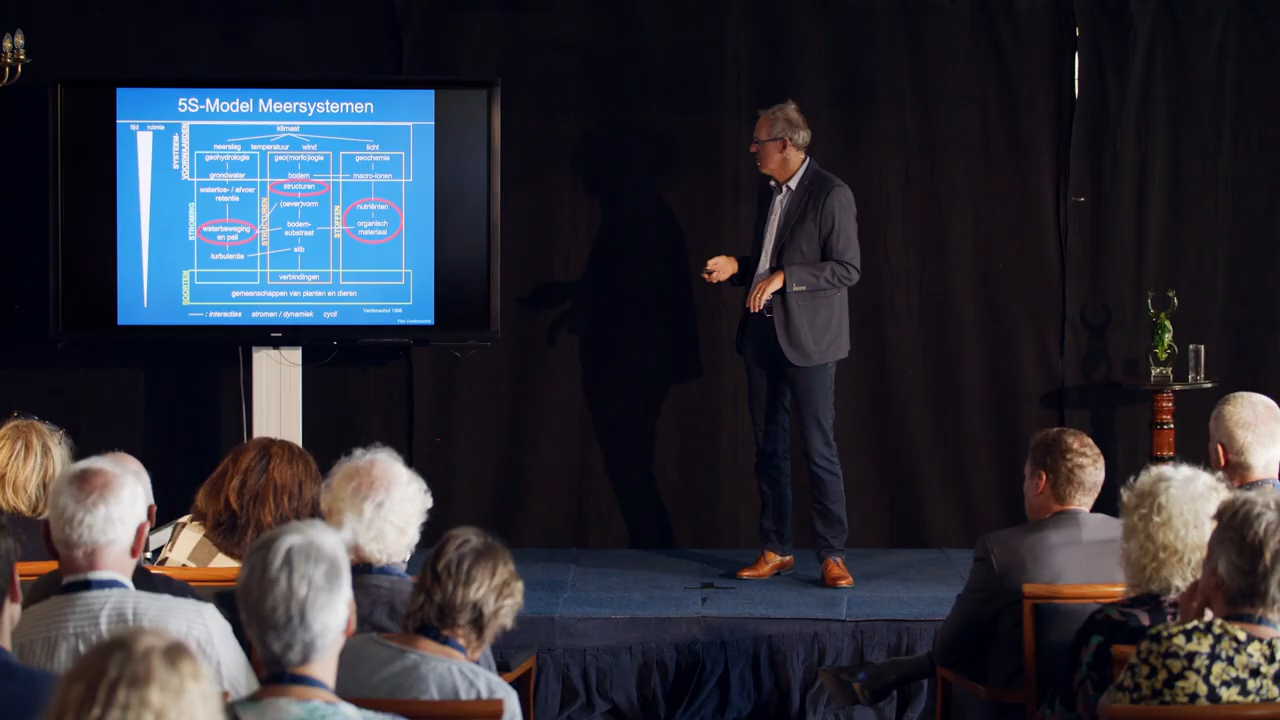 5S-Model Meersystemen
tijd ruimte
klimaat
neerslag temperatuur wind licht
SYSTEEM-
VOORWAARDEN
geohydrologie geo(morfo)logie geochemie
grondwater bodem macro-ionen
watertoe- / afvoer
retentie
structuren
(oever)vorm
nutriënten
STROMING
STRUCTUREN
STOFFEN
waterbeweging
en peil
bodem-
substraat
organisch
materiaal
slib
turbulentie
verbindingen
SOORTEN
gemeenschappen van planten en dieren
: interacties stromen / dynamiek cycli
Verdonschot 1998
Piet Verdonschot